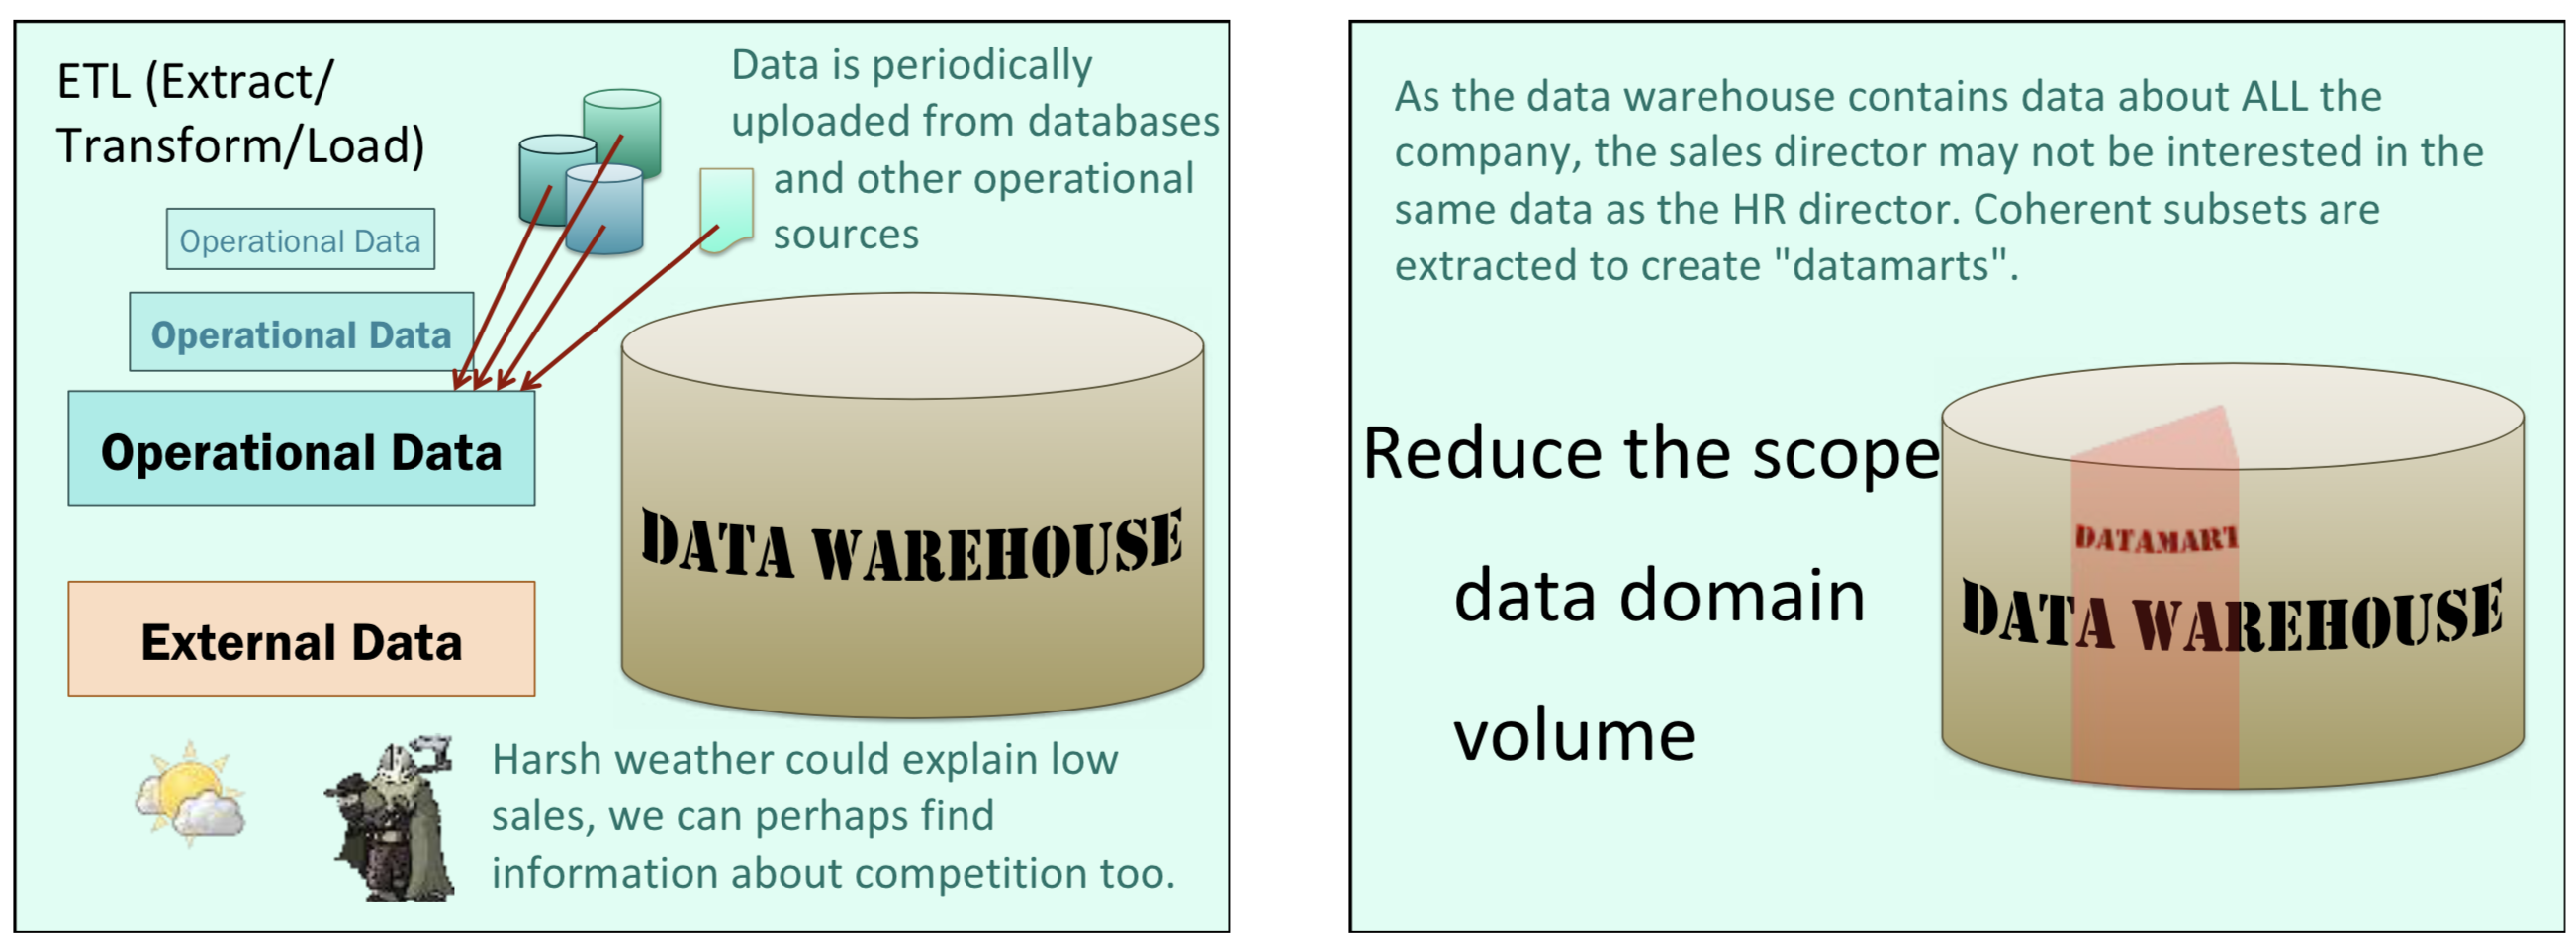 ETL (Extract/
Transform/Load)
Data is periodically
uploaded from databases
and other operational
sources
Operational Data
Operational Data
Operational Data
External Data
DATA WAREHOUSE
Harsh weather could explain low
sales, we can perhaps find
information about competition too.
As the data warehouse contains data about ALL the
company, the sales director may not be interested in the
same data as the HR director. Coherent subsets are
extracted to create "datamarts".
Reduce the scope
data domain
volume
DATAMART
DATA WAREHOUSE